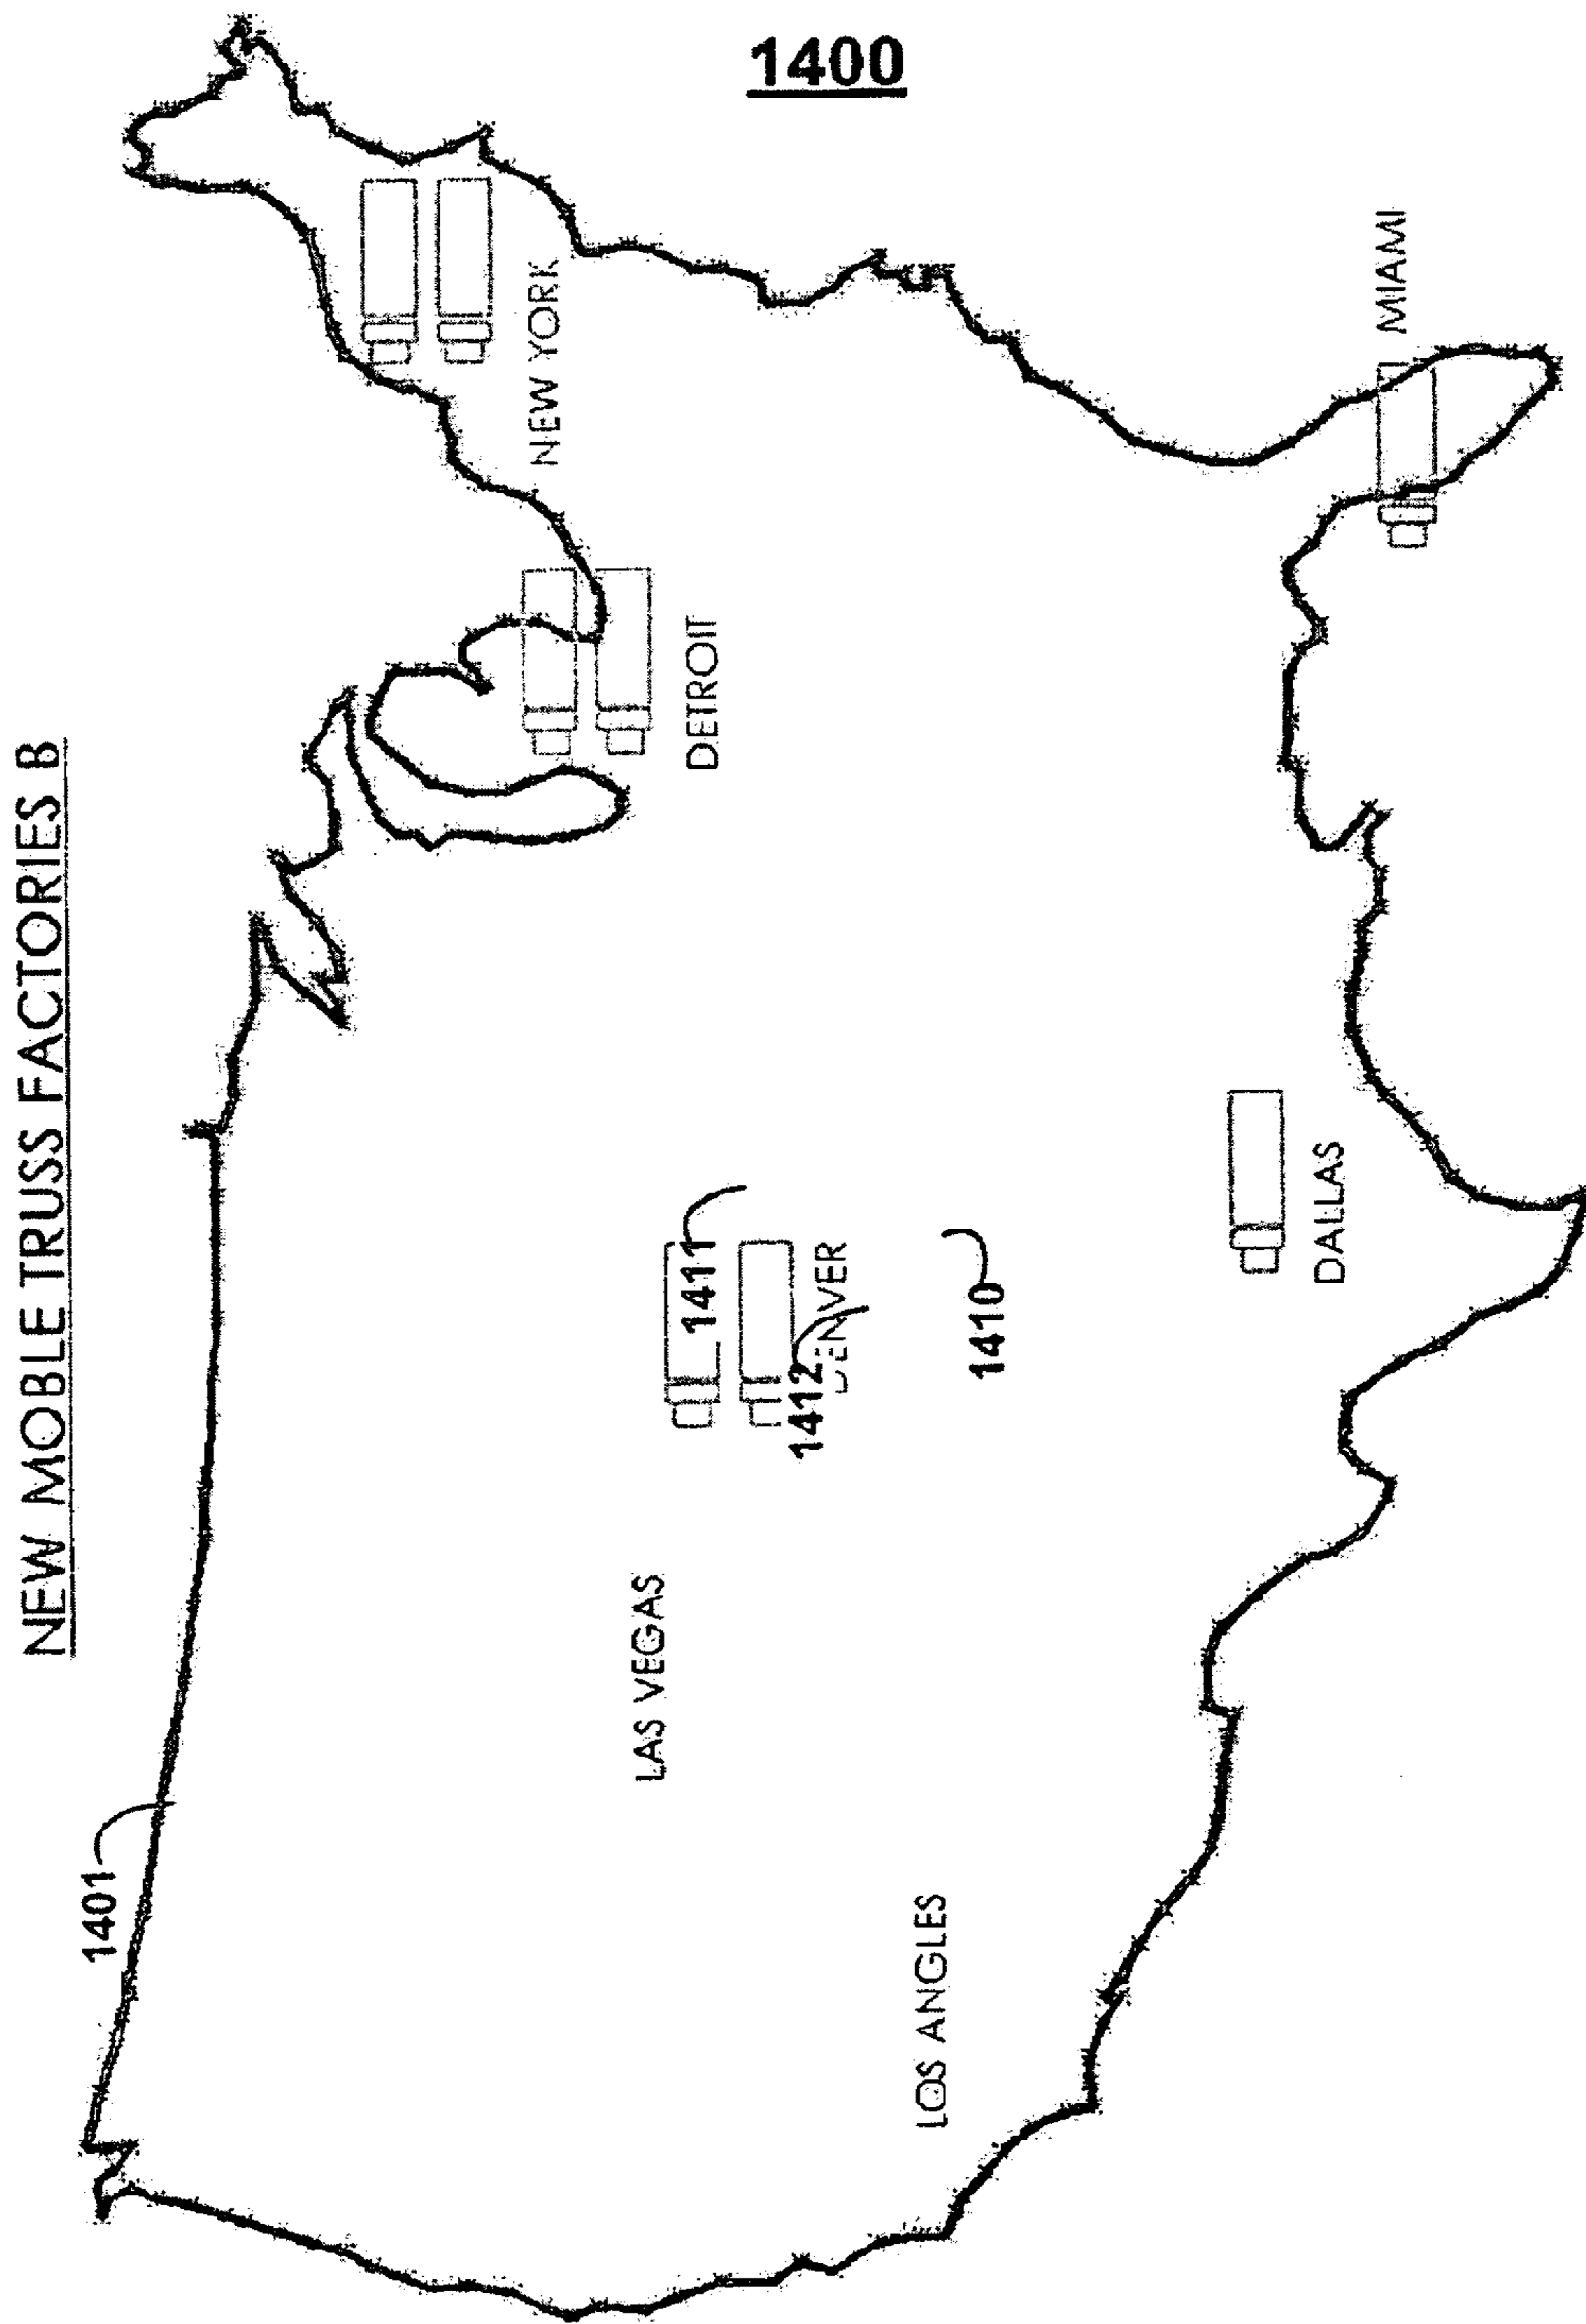 NEW MOBLE TRUSS FACTORIES B
1401
1400
NEW YORK
DETROIT
LAS VEGAS
1411
1412
DENVER
1410
LOS ANGLES
DALLAS
MIAMI